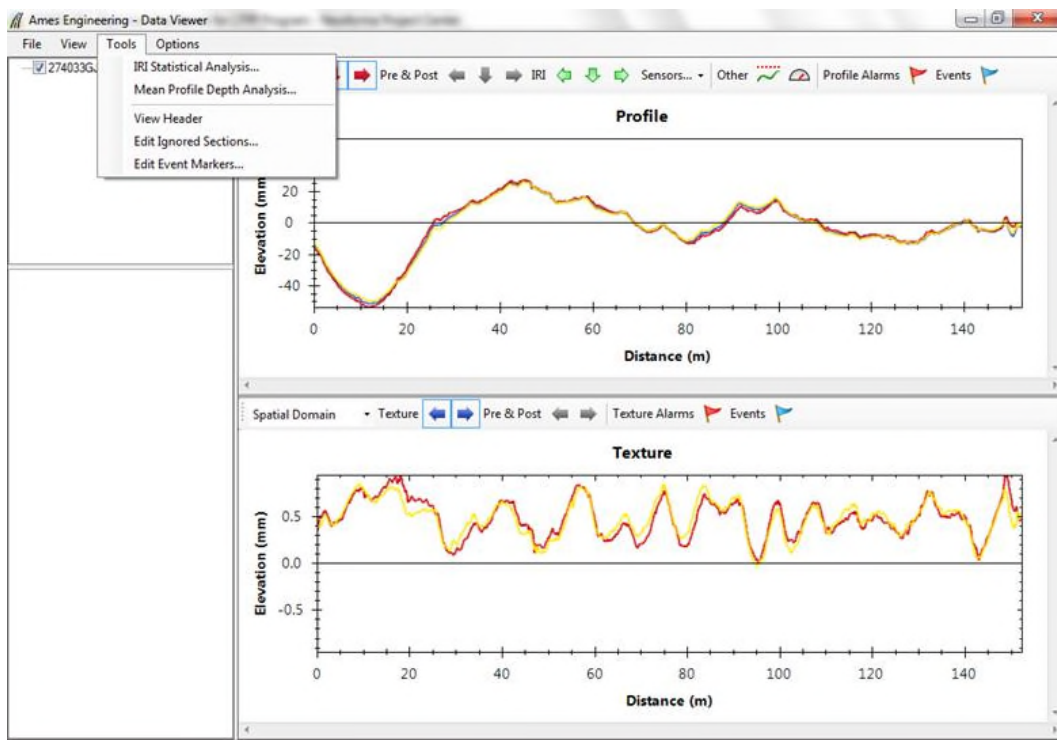 Ames Engineering - Data Viewer
File View Tools Options
274033G
IRI Statistical Analysis...
Mean Profile Depth Analysis...
View Header
Edit Ignored Sections...
Edit Event Markers...
Pre & Post IRI Sensors... Other Profile Alarms Events
Profile
Elevation (mm
20
0
-20
-40
0 20 40 60 80 100 120 140
Distance (m)
Spatial Domain Texture Pre & Post Texture Alarms Events
Texture
Elevation (mm)
0.5
0.0
-0.5
0 20 40 60 80 100 120 140
Distance (m)